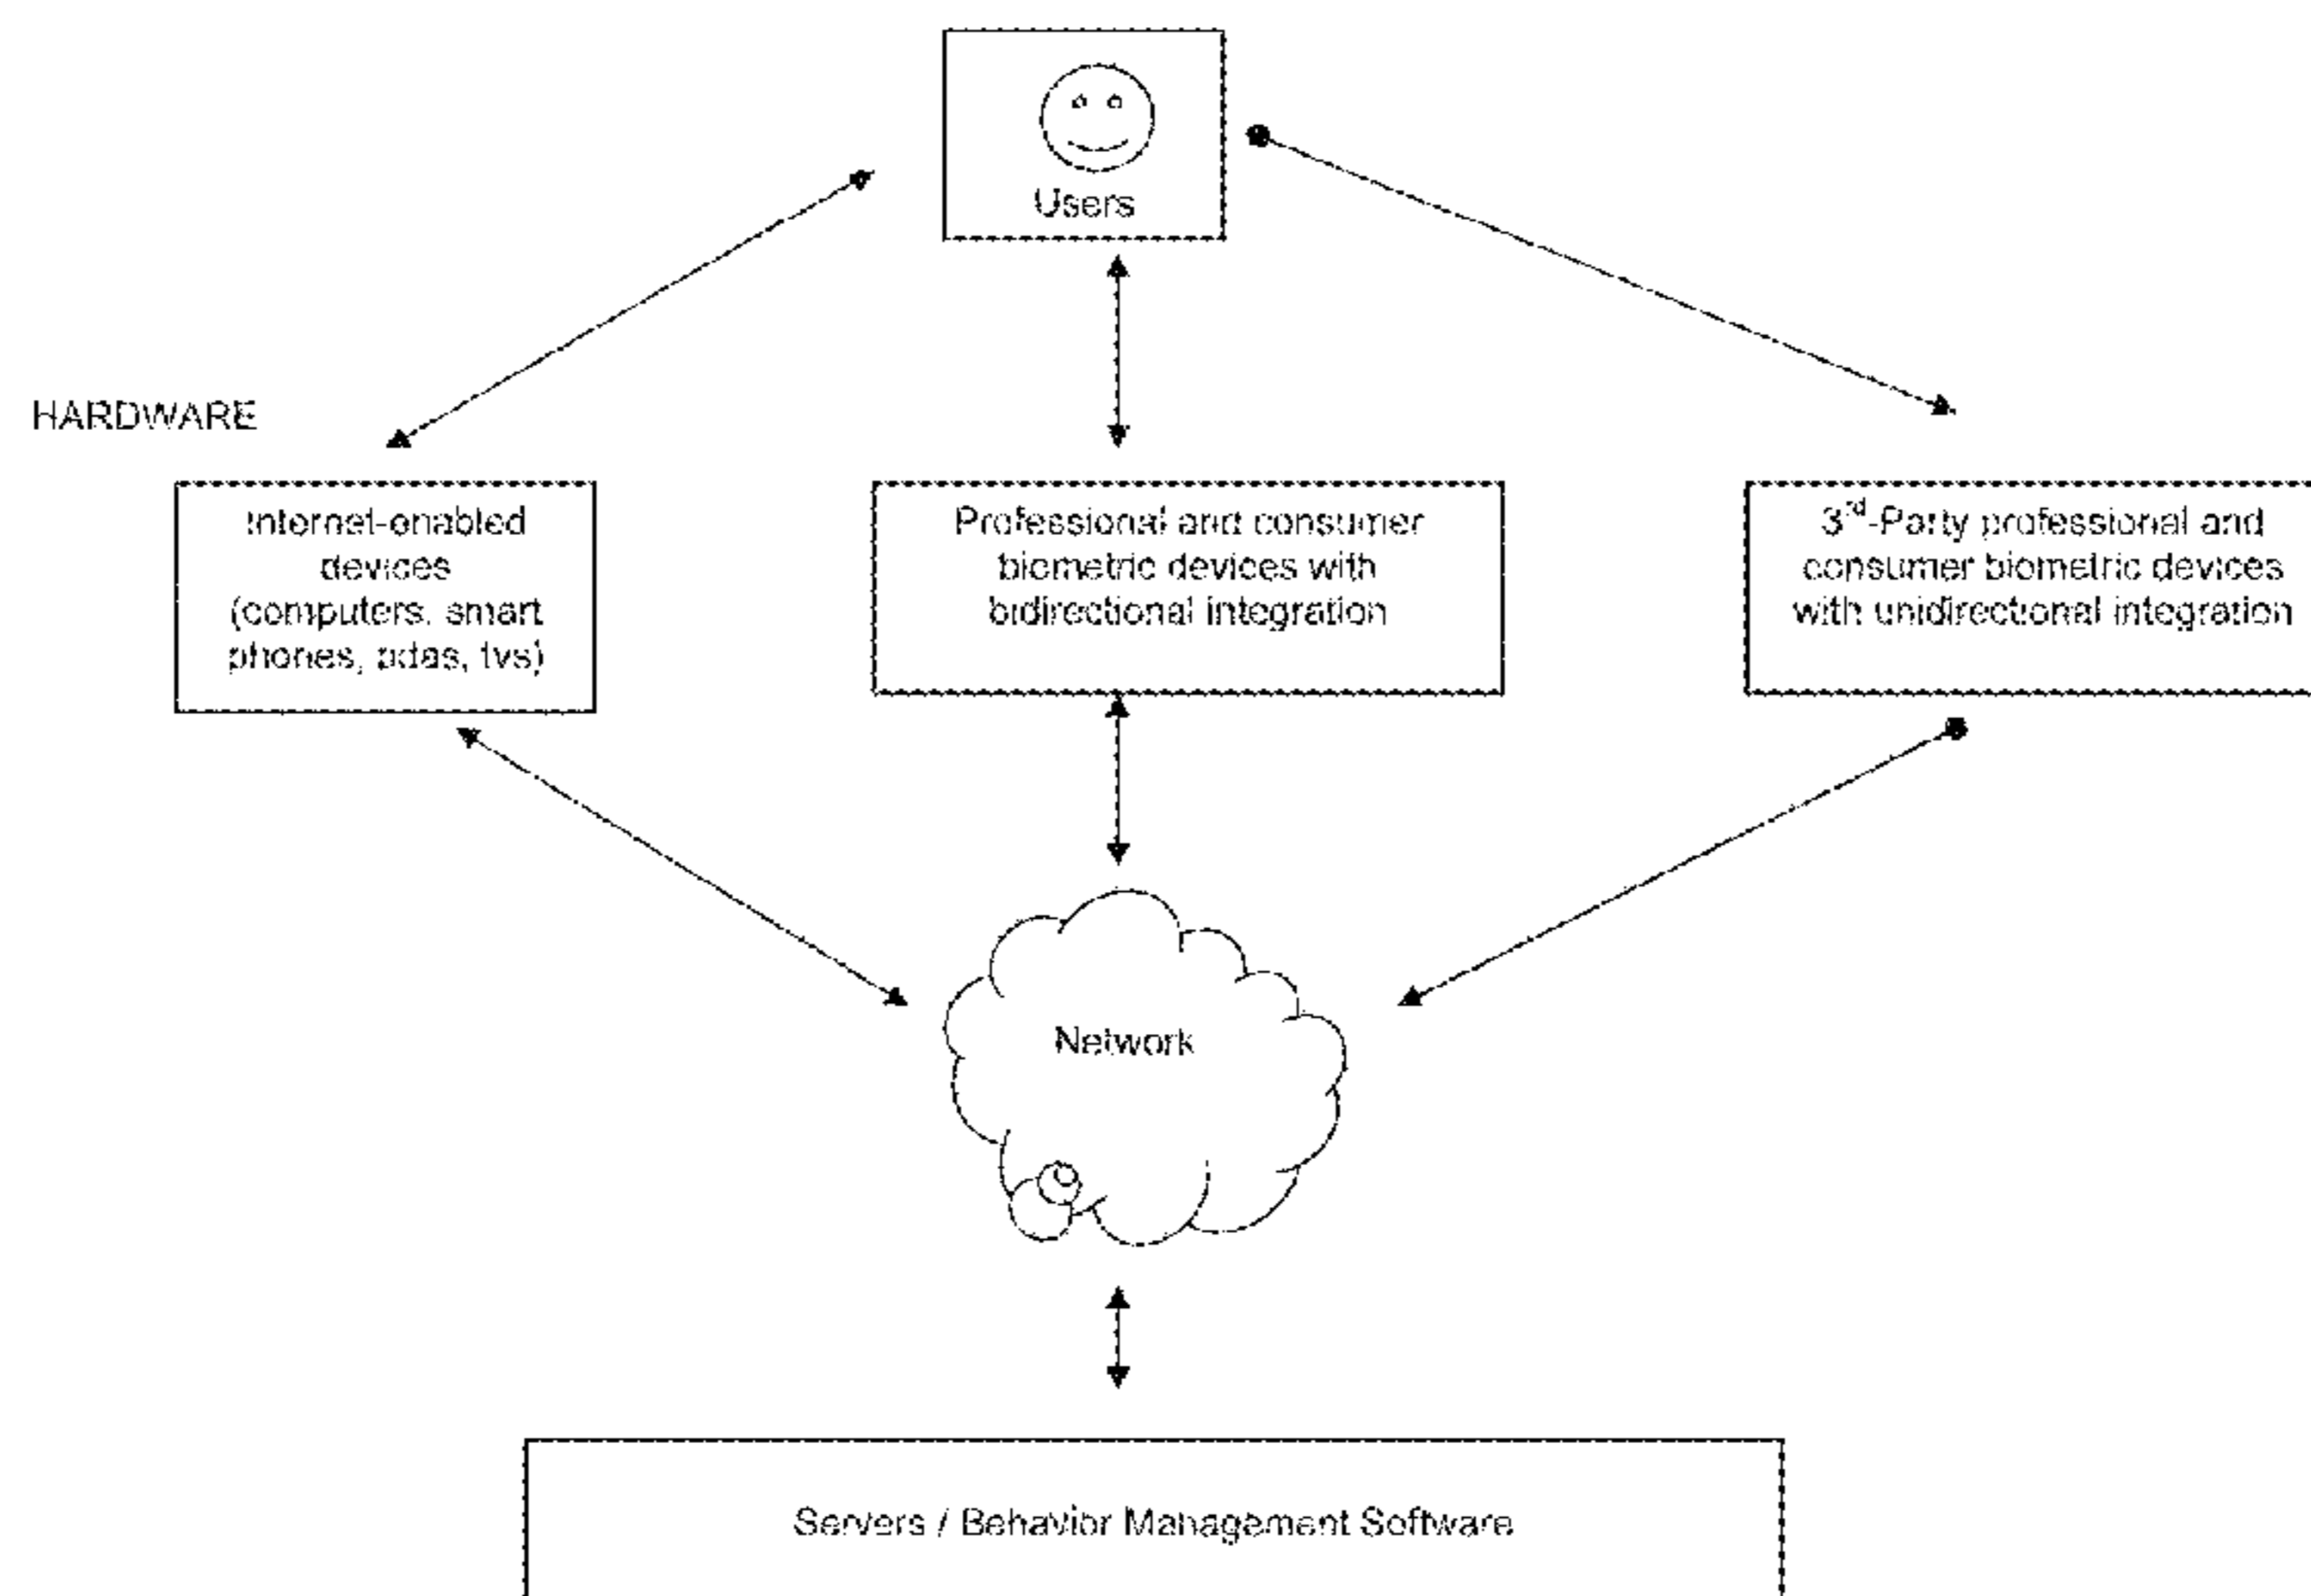 Users
HARDWARE
Internet-enabled
devices
(computers, smart
phones, pdas, tvs)
Professional and consumer
biometric devices with
bidirectional integration
3rd-Party professional and
consumer biometric devices
with unidirectional integration
Network
Servers / Behavior Management Software